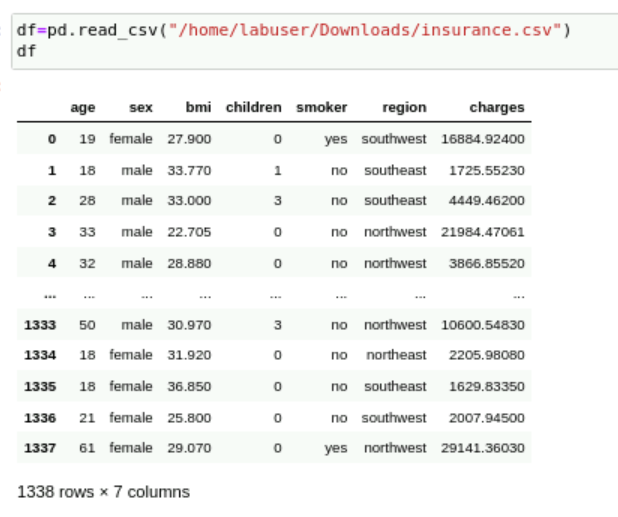 df=pd.read_csv("/home/labuser/Downloads/insurance.csv")
df
age sex bmi children smoker region charges
0 19 female 27.900 0 yes southwest 16884.92400
1 18 male 33.770 1 no southeast 1725.55230
2 28 male 33.000 3 no southeast 4449.46200
3 33 male 22.705 0 no northwest 21984.47061
4 32 male 28.880 0 no northwest 3866.85520
... ... ... ... ... ... ... ...
1333 50 male 30.970 3 no northwest 10600.54830
1334 18 female 31.920 0 no northeast 2205.98080
1335 18 female 36.850 0 no southeast 1629.83350
1336 21 female 25.800 0 no southwest 2007.94500
1337 61 female 29.070 0 yes northwest 29141.36030
1338 rows × 7 columns